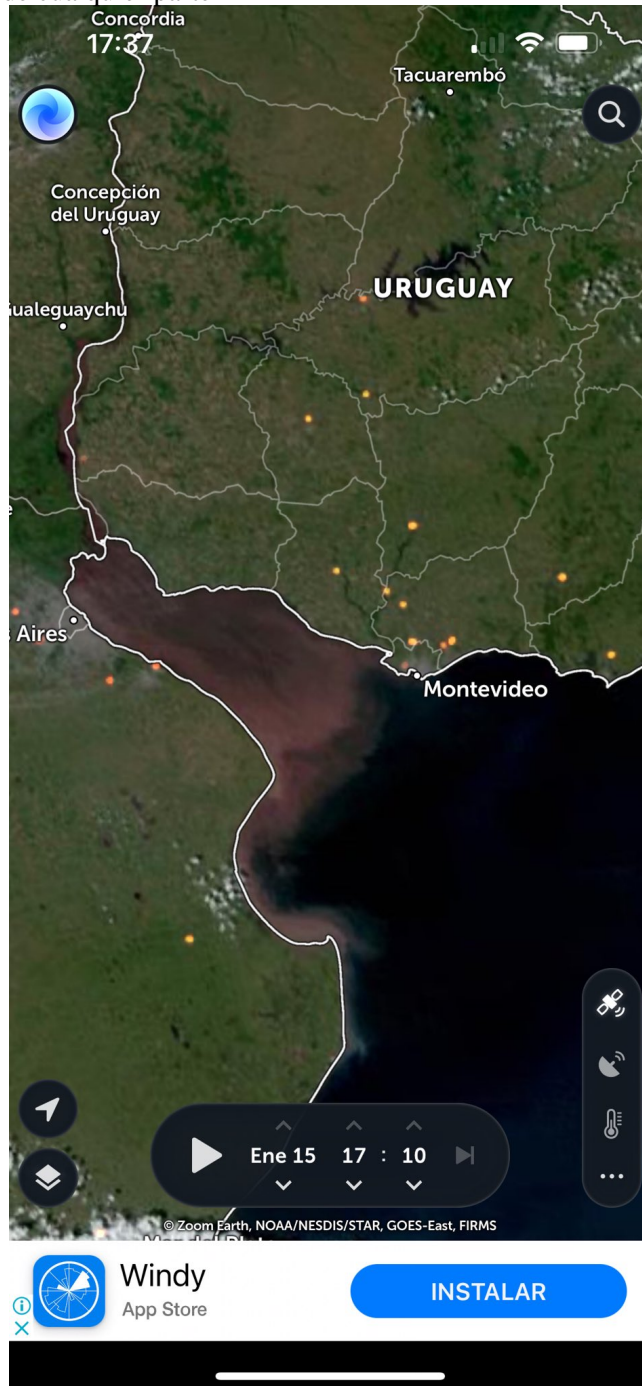 Concordia
17:37
Tacuarembó
Concepción
del Uruguay
URUGUAY
ualeguaychu
Aires
Montevideo
Ene 15 17 : 10
© Zoom Earth, NOAA/NESDIS/STAR, GOES-East, FIRMS
Windy
App Store
INSTALAR